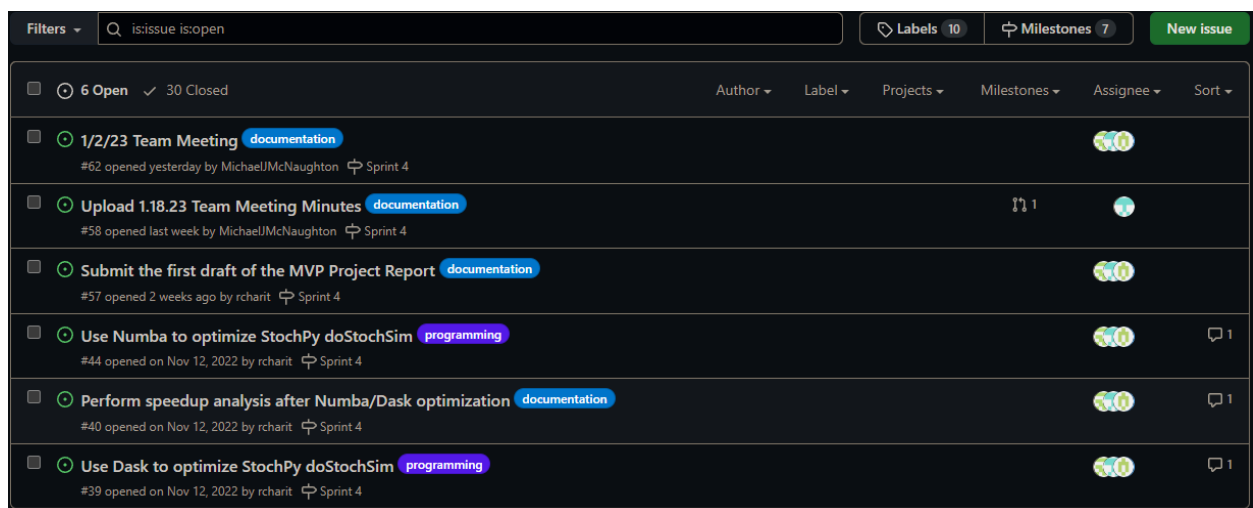 Filters is:issue is:open Labels 10 Milestones 7 New issue
6 Open 30 Closed Author Label Projects Milestones Assignee Sort
1/2/23 Team Meeting documentation
#62 opened yesterday by MichaelJMcNaughton Sprint 4
Upload 1.18.23 Team Meeting Minutes documentation 1
#58 opened last week by MichaelJMcNaughton Sprint 4
Submit the first draft of the MVP Project Report documentation
#57 opened 2 weeks ago by rcharit Sprint 4
Use Numba to optimize StochPy doStochSim programming 1
#44 opened on Nov 12, 2022 by rcharit Sprint 4
Perform speedup analysis after Numba/Dask optimization documentation 1
#40 opened on Nov 12, 2022 by rcharit Sprint 4
Use Dask to optimize StochPy doStochSim programming 1
#39 opened on Nov 12, 2022 by rcharit Sprint 4